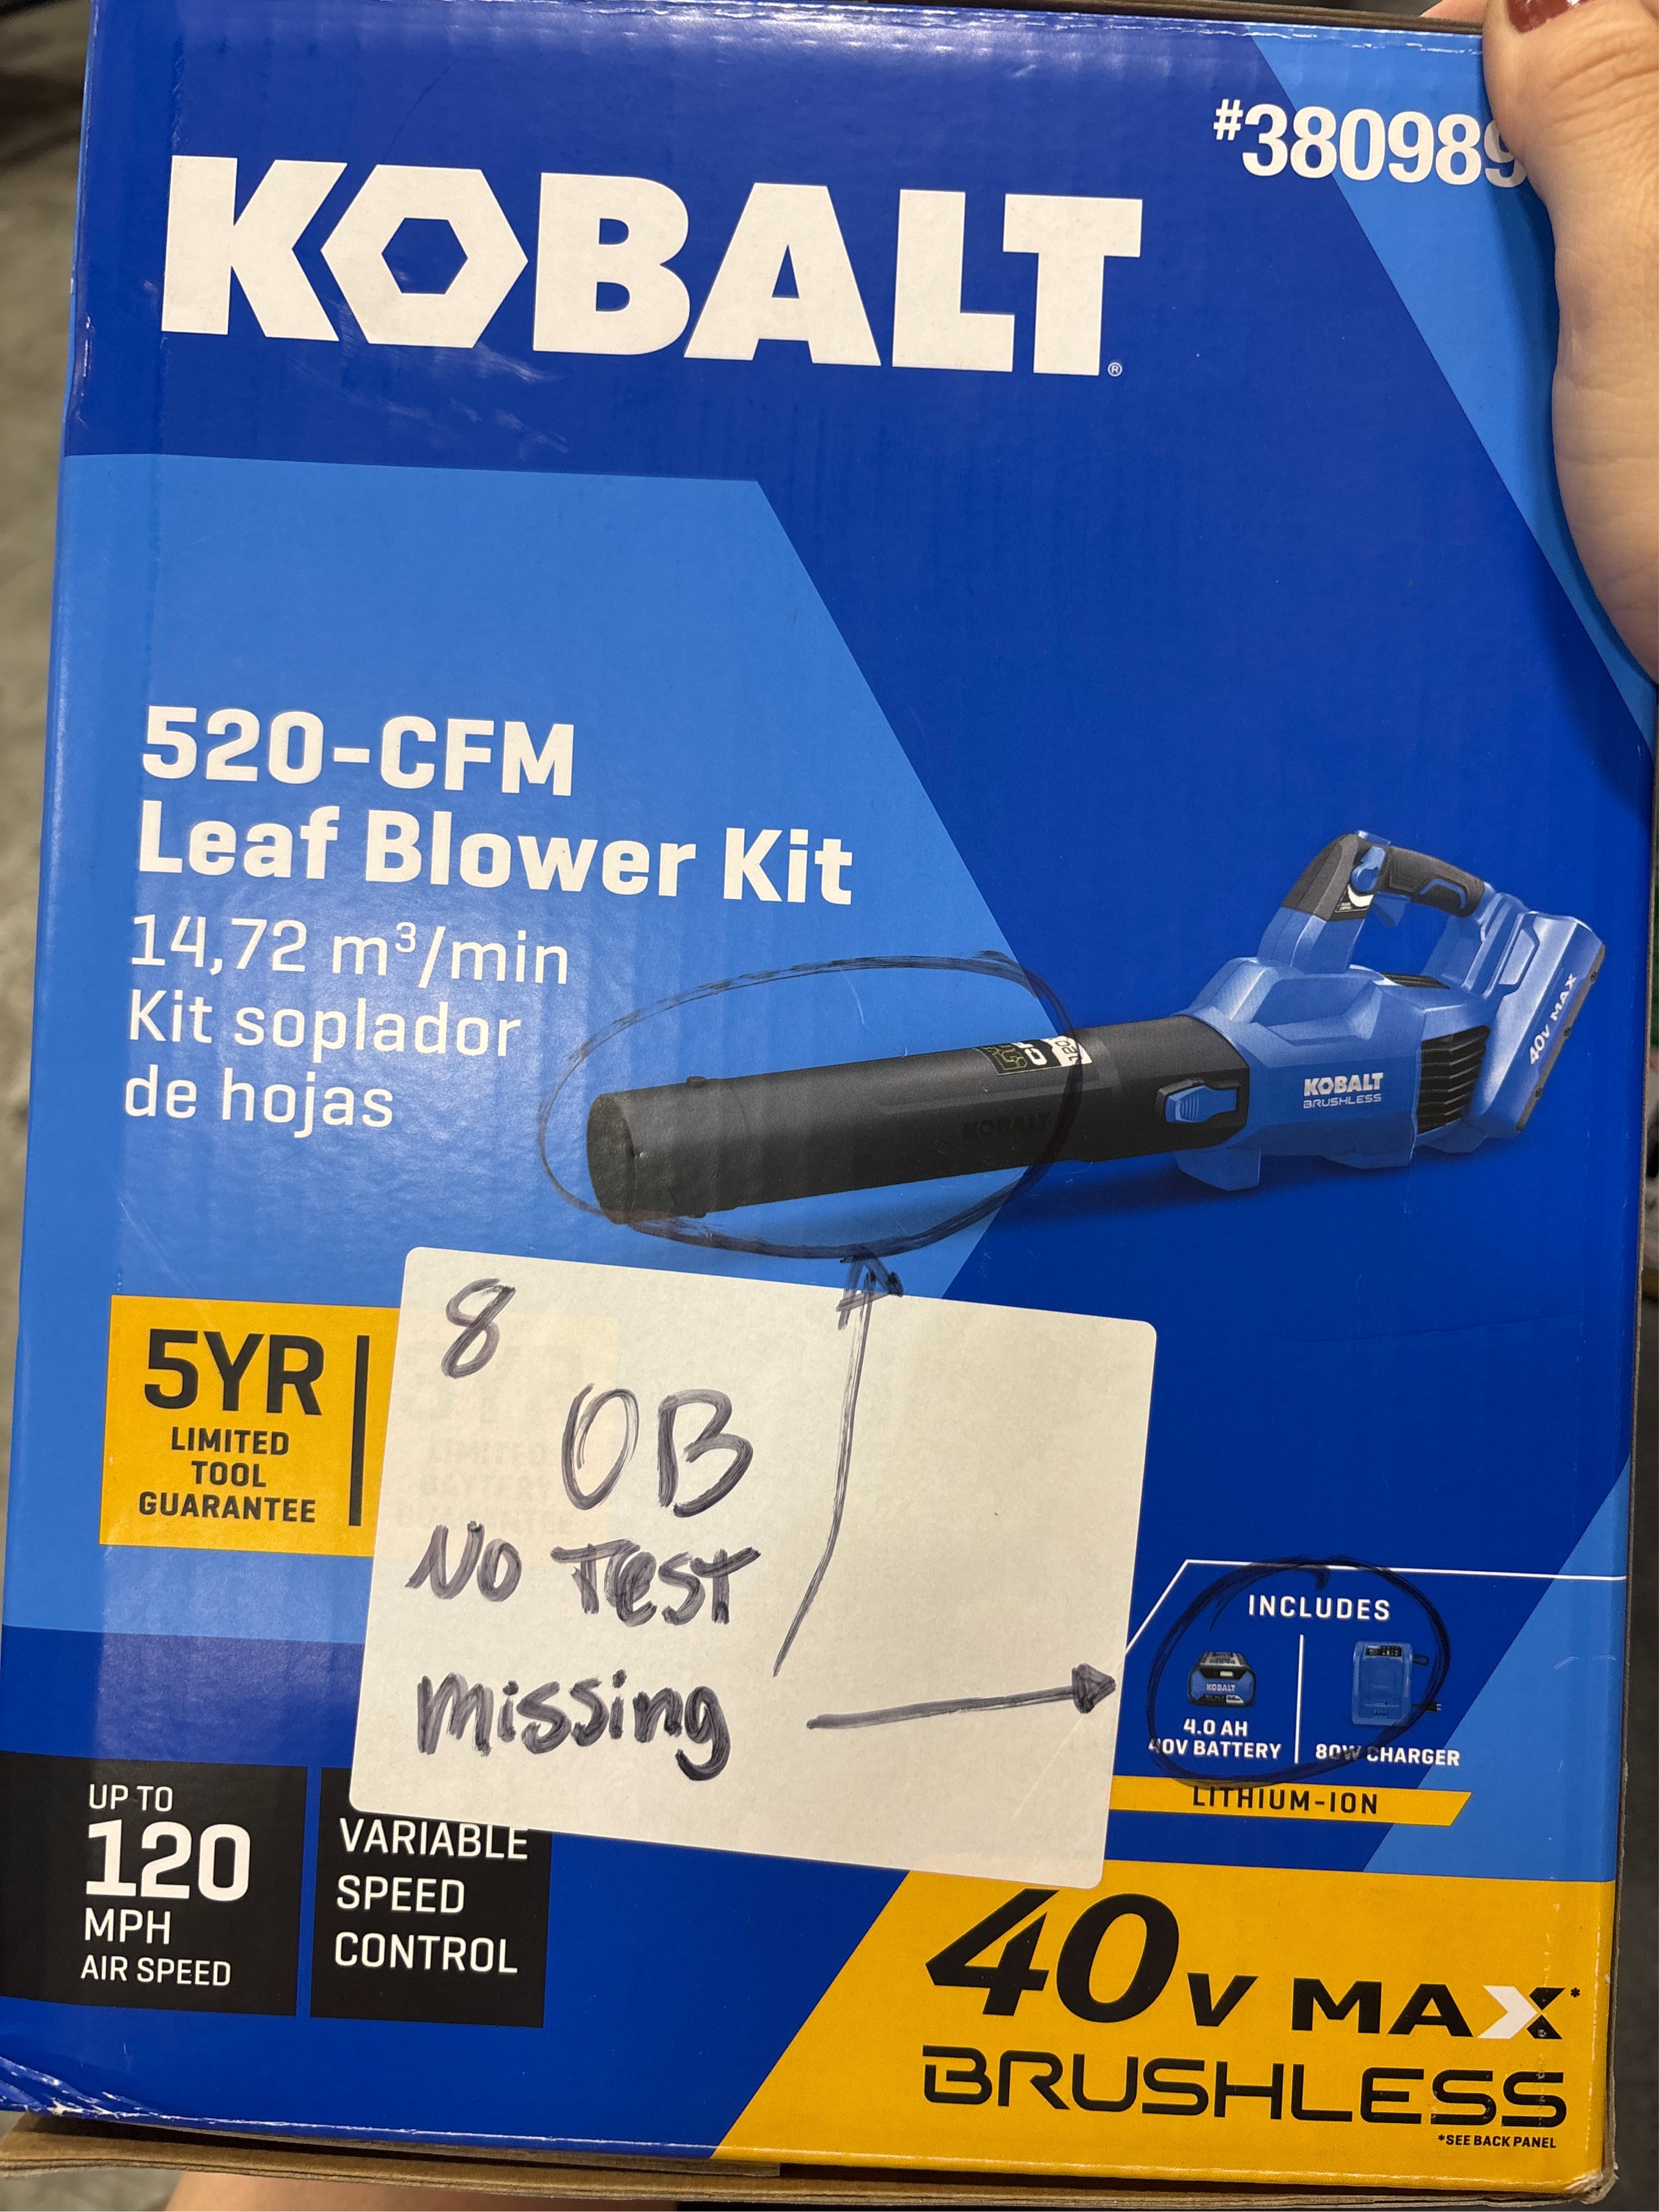 #380989
KOBALT®
520-CFM
Leaf Blower Kit
14,72 m³/min
Kit soplador
de hojas
KOBALT
KOBALT
BRUSHLESS
40V MAX
5YR
LIMITED
TOOL
GUARANTEE
8
OB
NO TEST
missing
INCLUDES
KOBALT
4.0 AH
40V BATTERY
80W CHARGER
LITHIUM-ION
UP TO
120
MPH
AIR SPEED
VARIABLE
SPEED
CONTROL
40V MAX*
BRUSHLESS
*SEE BACK PANEL